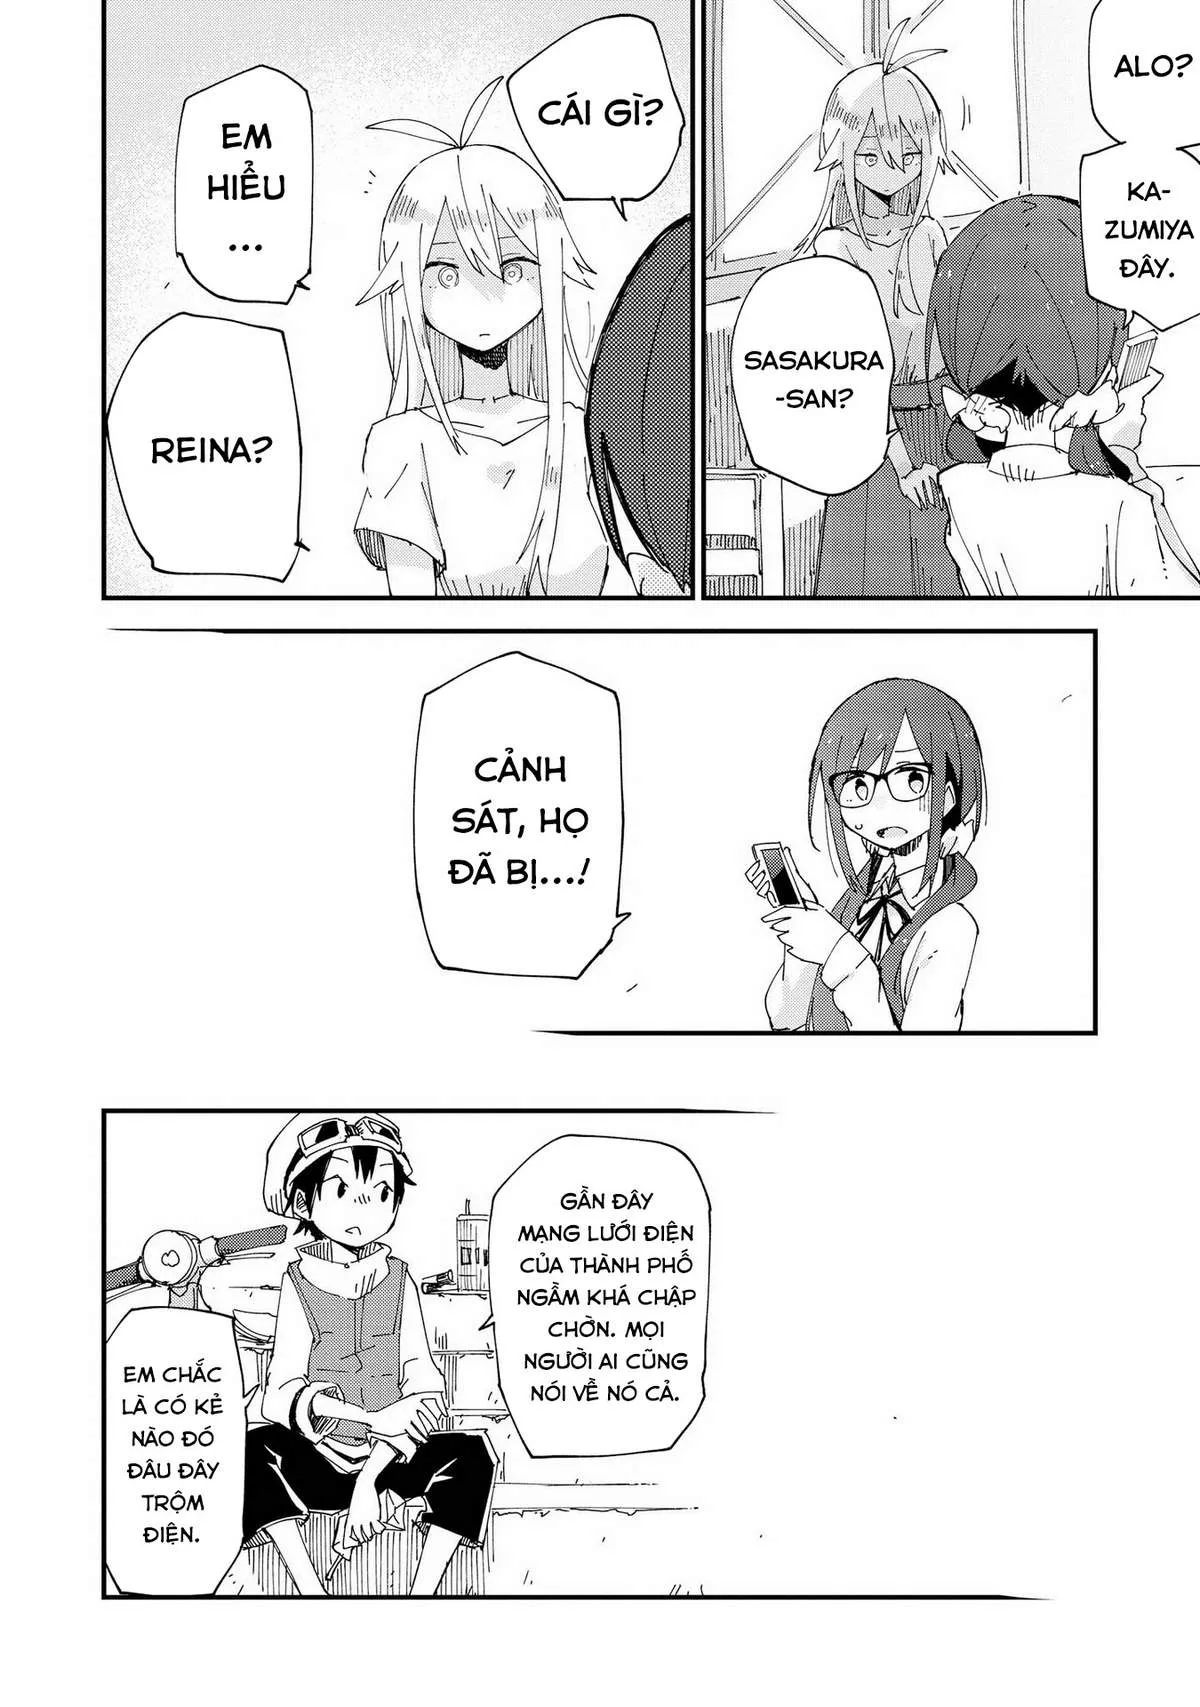 ALO?
KA-
ZUMIYA
ĐÂY.
SASAKURA
-SAN?
CÁI GÌ?
EM
HIỂU
...
REINA?
CẢNH
SÁT, HỌ
ĐÃ BỊ...!
GẦN ĐÂY
MẠNG LƯỚI ĐIỆN
CỦA THÀNH PHỐ
NGẦM KHÁ CHẬP
CHỜN. MỌI
NGƯỜI AI CŨNG
NÓI VỀ NÓ CẢ.
EM CHẮC
LÀ CÓ KẺ
NÀO ĐÓ
ĐÂU ĐÂY
TRỘM
ĐIỆN.